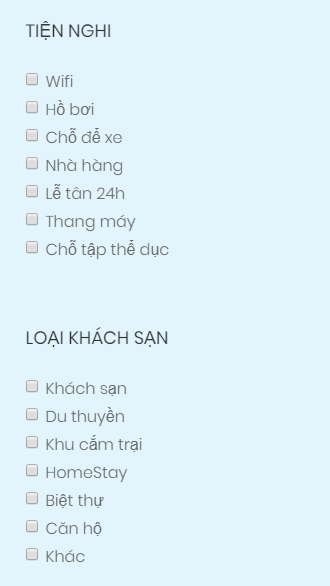 TIỆN NGHI
Wifi
Hồ bơi
Chỗ để xe
Nhà hàng
Lễ tân 24h
Thang máy
Chỗ tập thể dục
LOẠI KHÁCH SẠN
Khách sạn
Du thuyền
Khu cắm trại
HomeStay
Biệt thự
Căn hộ
Khác